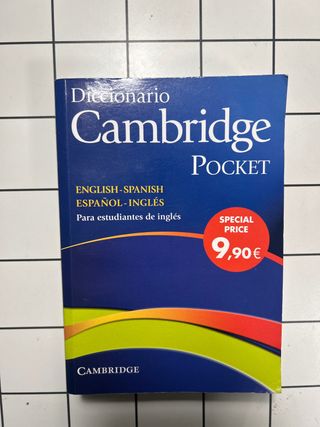 Diccionario
Cambridge
POCKET
ENGLISH-SPANISH
ESPAÑOL-INGLÉS
Para estudiantes de inglés
SPECIAL
PRICE
9,90€
CAMBRIDGE